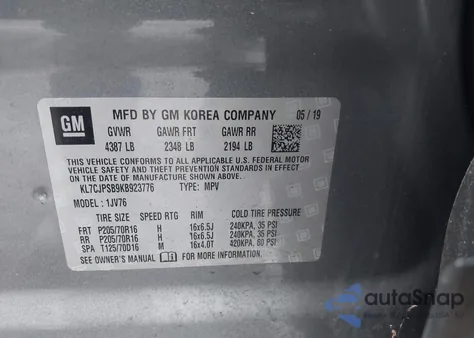 GM
MFD BY GM KOREA COMPANY 05/19
GVWR GAWR FRT GAWR RR
4387 LB 2348 LB 2194 LB
THIS VEHICLE CONFORMS TO ALL APPLICABLE U.S. FEDERAL MOTOR
VEHICLE SAFETY, BUMPER, AND THEFT PREVENTION STANDARDS IN EFFECT ON THE
DATE OF MANUFACTURE SHOWN ABOVE.
KL7CJPSB9KB923776 TYPE: MPV
MODEL: 1JV76
TIRE SIZE SPEED RTG RIM COLD TIRE PRESSURE
FRT P205/70R16 H 16x6.5J 240KPA, 35 PSI
RR P205/70R16 H 16x6.5J 240KPA, 35 PSI
SPA T125/70D16 M 16x4.0T 420KPA, 60 PSI
SEE OWNER'S MANUAL FOR MORE INFORMATION.
autoSnap